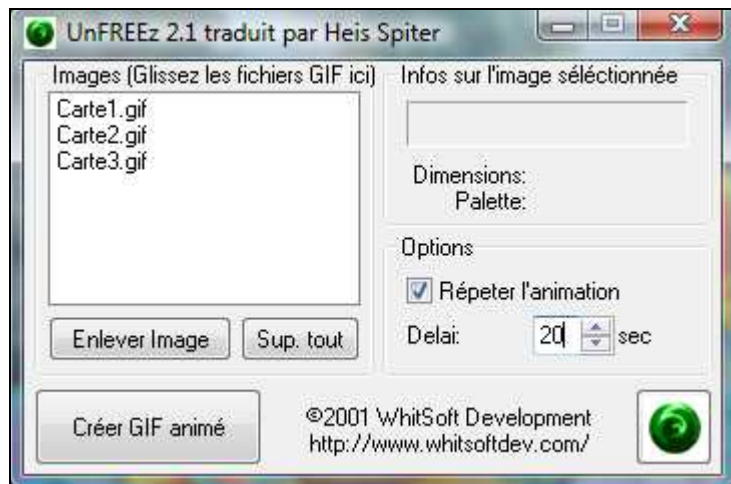 UnFREEz 2.1 traduit par Heis Spiter
Images (Glissez les fichiers GIF ici)
Carte1.gif
Carte2.gif
Carte3.gif
Enlever Image
Sup. tout
Infos sur l'image séléctionnée
Dimensions:
Palette:
Options
Répeter l'animation
Delai: 20 sec
Créer GIF animé
©2001 WhitSoft Development
http://www.whitsoftdev.com/